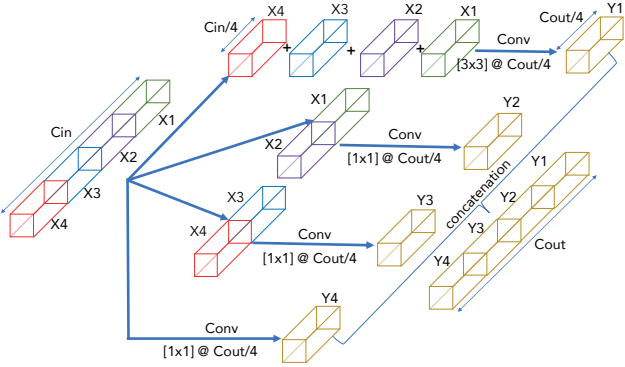 X4
X3
X2
X1
Cout/4
Y1
Cin/4
+
+
+
Conv
[3x3] @ Cout/4
X1
Y2
Cin
X1
X2
X2
Conv
[1x1] @ Cout/4
X3
X4
X3
X4
Y3
Conv
[1x1] @ Cout/4
concatenation
Y1
Y2
Y3
Y4
Cout
Y4
Conv
[1x1] @ Cout/4